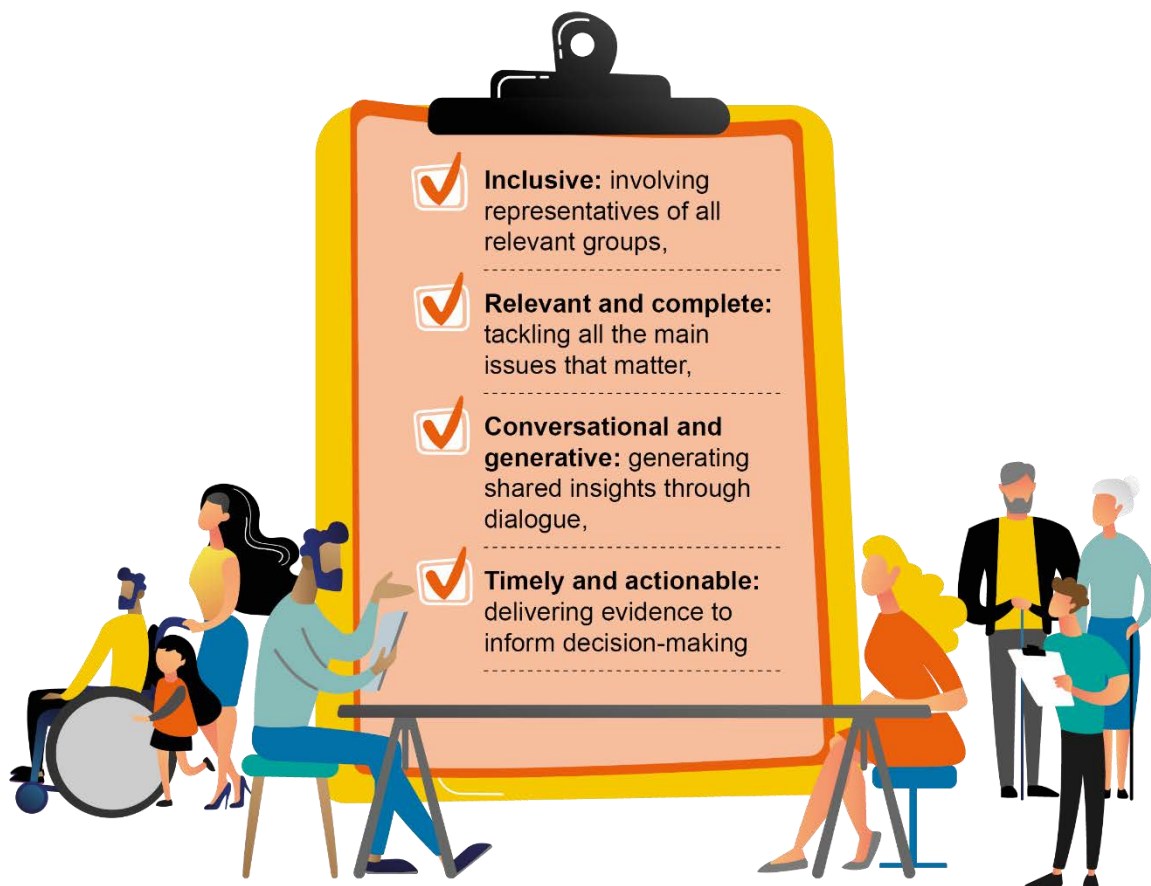 Inclusive: involving
representatives of all
relevant groups,
Relevant and complete:
tackling all the main
issues that matter,
Conversational and
generative: generating
shared insights through
dialogue,
Timely and actionable:
delivering evidence to
inform decision-making